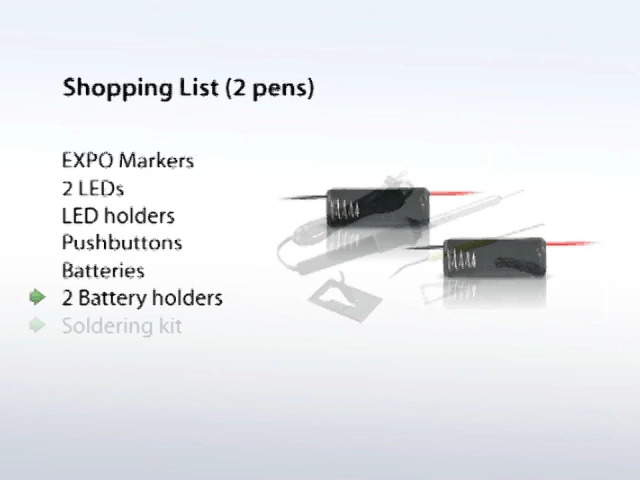 Shopping List (2 pens)
EXPO Markers
2 LEDs
LED holders
Pushbuttons
Batteries
2 Battery holders
Soldering kit